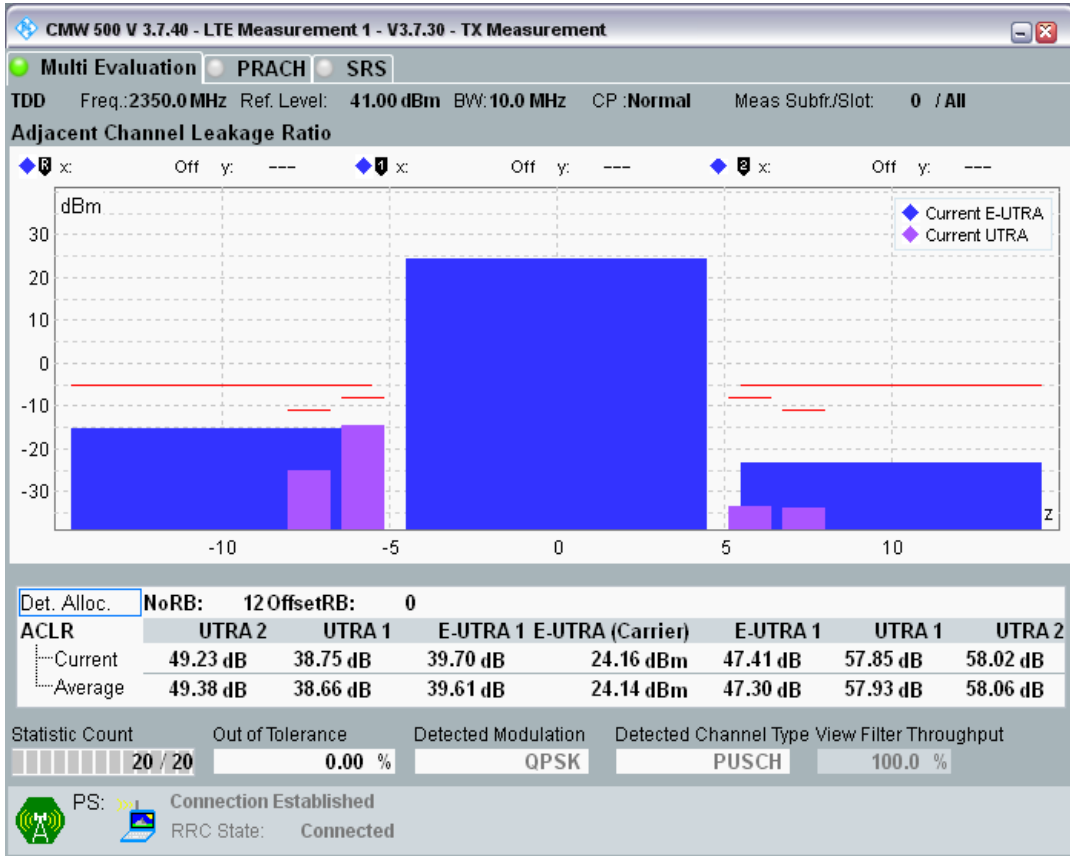 CMW 500 V 3.7.40 - LTE Measurement 1 - V3.7.30 - TX Measurement
Multi Evaluation PRACH SRS
TDD Freq.:2350.0 MHz Ref. Level: 41.00 dBm BW: 10.0 MHz CP :Normal Meas Subfr./Slot: 0 / All
Adjacent Channel Leakage Ratio
R x: Off y: --- 1 x: Off y: --- 2 x: Off y: ---
dBm
Current E-UTRA
Current UTRA
30
20
10
0
-10
-20
-30
z
-10 -5 0 5 10
Det. Alloc. NoRB: 12 OffsetRB: 0
ACLR UTRA 2 UTRA 1 E-UTRA 1 E-UTRA (Carrier) E-UTRA 1 UTRA 1 UTRA 2
Current 49.23 dB 38.75 dB 39.70 dB 24.16 dBm 47.41 dB 57.85 dB 58.02 dB
Average 49.38 dB 38.66 dB 39.61 dB 24.14 dBm 47.30 dB 57.93 dB 58.06 dB
Statistic Count Out of Tolerance Detected Modulation Detected Channel Type View Filter Throughput
20 / 20 0.00 % QPSK PUSCH 100.0 %
PS: Connection Established
RRC State: Connected